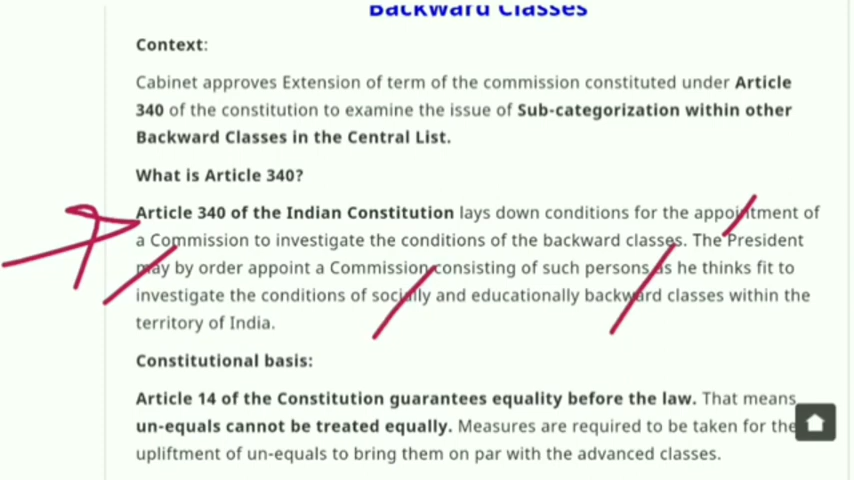 Backward Classes
Context:
Cabinet approves Extension of term of the commission constituted under Article
340 of the constitution to examine the issue of Sub-categorization within other
Backward Classes in the Central List.
What is Article 340?
Article 340 of the Indian Constitution lays down conditions for the appointment of
a Commission to investigate the conditions of the backward classes. The President
may by order appoint a Commission consisting of such persons as he thinks fit to
investigate the conditions of socially and educationally backward classes within the
territory of India.
Constitutional basis:
Article 14 of the Constitution guarantees equality before the law. That means
un-equals cannot be treated equally. Measures are required to be taken for the
upliftment of un-equals to bring them on par with the advanced classes.